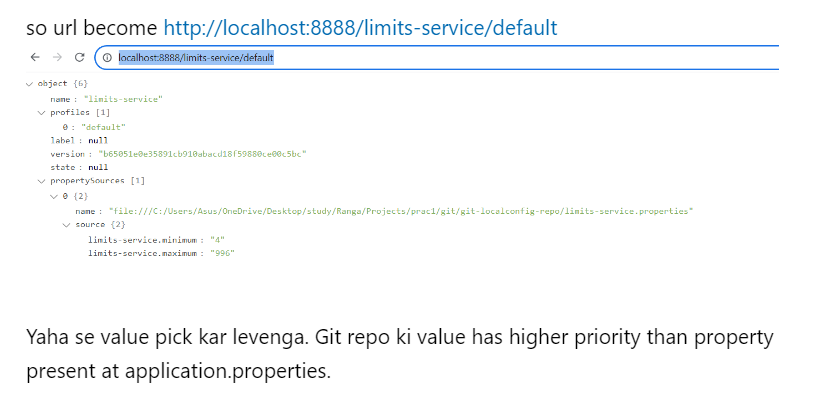 so url become http://localhost:8888/limits-service/default
localhost:8888/limits-service/default
object {6}
name : "limits-service"
profiles [1]
0 : "default"
label : null
version : "b65051e0e35891cb910abacd18f59880ce00c5bc"
state : null
propertySources [1]
0 {2}
name : "file:///C:/Users/Asus/OneDrive/Desktop/study/Ranga/Projects/prac1/git/git-localconfig-repo/limits-service.properties"
source {2}
limits-service.minimum : "4"
limits-service.maximum : "996"
Yaha se value pick kar levenga. Git repo ki value has higher priority than property
present at application.properties.